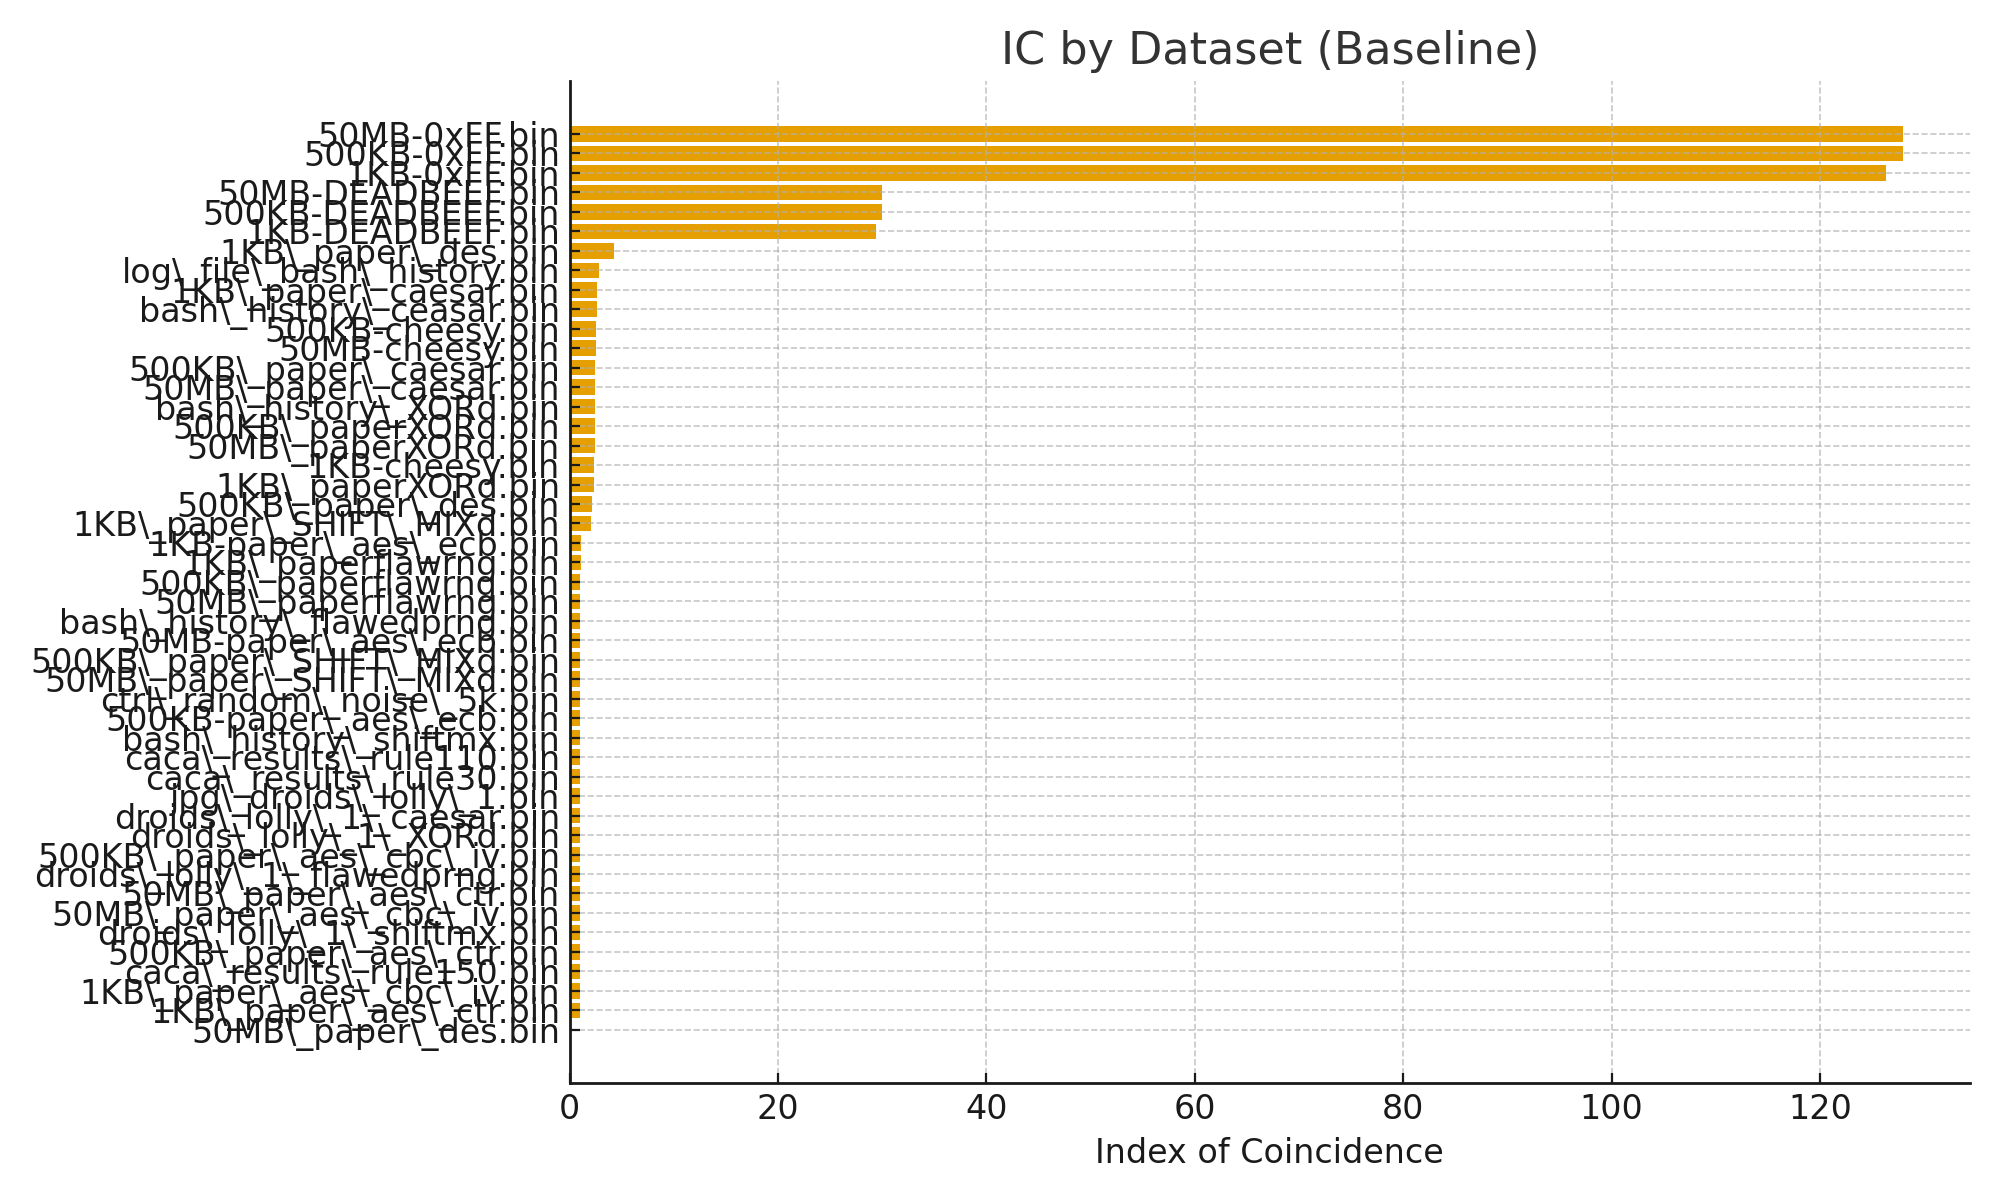 IC by Dataset (Baseline)
50MB-0xFF.bin
500KB-0xFF.bin
1KB-0xFF.bin
50MB-DEADBEEF.bin
500KB-DEADBEEF.bin
1KB-DEADBEEF.bin
1KB\_paper\_des.bin
log\_file\_bash\_history.bin
1KB\_paper\_caesar.bin
bash\_history\_ceasar.bin
500KB-cheesy.bin
50MB-cheesy.bin
500KB\_paper\_caesar.bin
50MB\_paper\_caesar.bin
bash\_history\_XORd.bin
500KB\_paperXORd.bin
50MB\_paperXORd.bin
1KB-cheesy.bin
1KB\_paperXORd.bin
500KB\_paper\_des.bin
1KB\_paper\_SHIFT\_MIXd.bin
1KB-paper\_aes\_ecb.bin
1KB\_paperflawrng.bin
500KB\_paperflawrng.bin
50MB\_paperflawrng.bin
bash\_history\_flawedprng.bin
50MB-paper\_aes\_ecb.bin
500KB\_paper\_SHIFT\_MIXd.bin
50MB\_paper\_SHIFT\_MIXd.bin
ctrl\_random\_noise\_5k.bin
500KB-paper\_aes\_ecb.bin
bash\_history\_shiftmx.bin
caca\_results\_rule110.bin
caca\_results\_rule30.bin
jpg\_droids\_lolly\_1.bin
droids\_lolly\_1\_caesar.bin
droids\_lolly\_1\_XORd.bin
500KB\_paper\_aes\_cbc\_iv.bin
droids\_lolly\_1\_flawedprng.bin
50MB\_paper\_aes\_ctr.bin
50MB\_paper\_aes\_cbc\_iv.bin
droids\_lolly\_1\_shiftmx.bin
500KB\_paper\_aes\_ctr.bin
caca\_results\_rule150.bin
1KB\_paper\_aes\_cbc\_iv.bin
1KB\_paper\_aes\_ctr.bin
50MB\_paper\_des.bin
0 20 40 60 80 100 120
Index of Coincidence